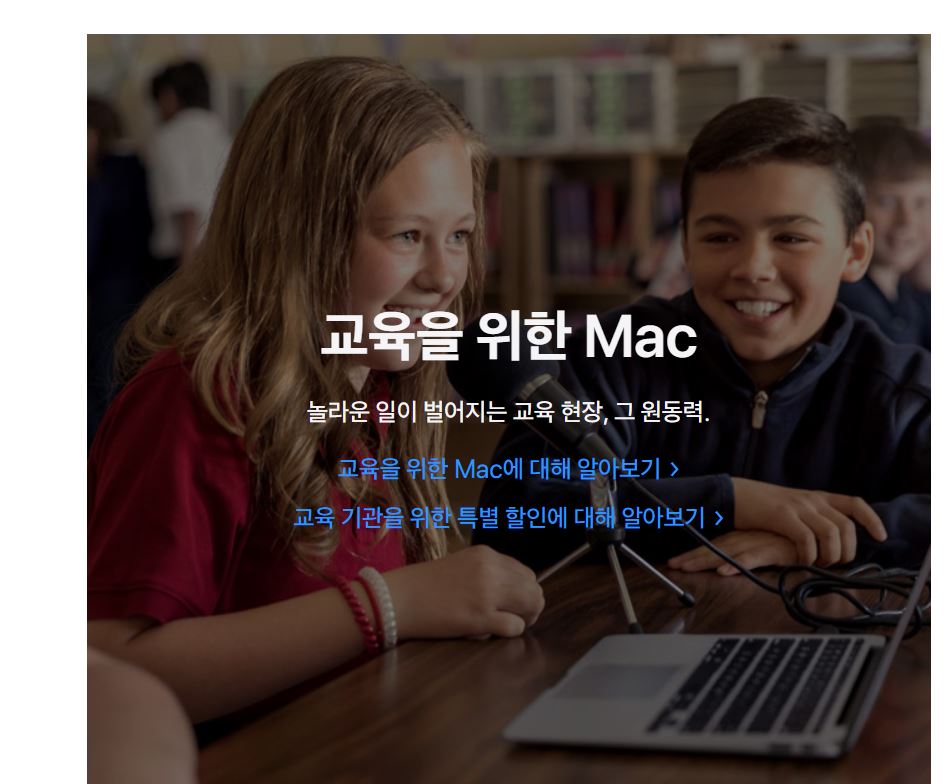 교육을 위한 Mac
놀라운 일이 벌어지는 교육 현장, 그 원동력.
교육을 위한 Mac에 대해 알아보기 >
교육 기관을 위한 특별 할인에 대해 알아보기 >